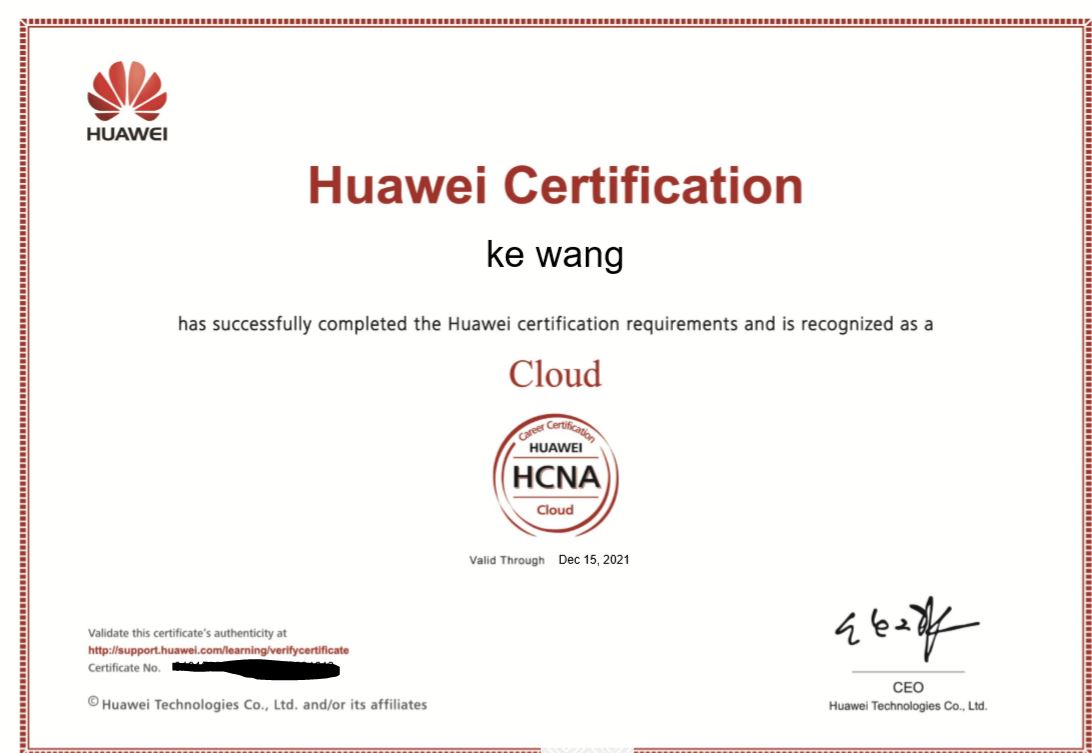 HUAWEI
Huawei Certification
ke wang
has successfully completed the Huawei certification requirements and is recognized as a
Cloud
Career Certification
HUAWEI
HCNA
Cloud
Valid Through Dec 15, 2021
Validate this certificate's authenticity at
http://support.huawei.com/learning/verifycertificate
Certificate No.
© Huawei Technologies Co., Ltd. and/or its affiliates
CEO
Huawei Technologies Co., Ltd.